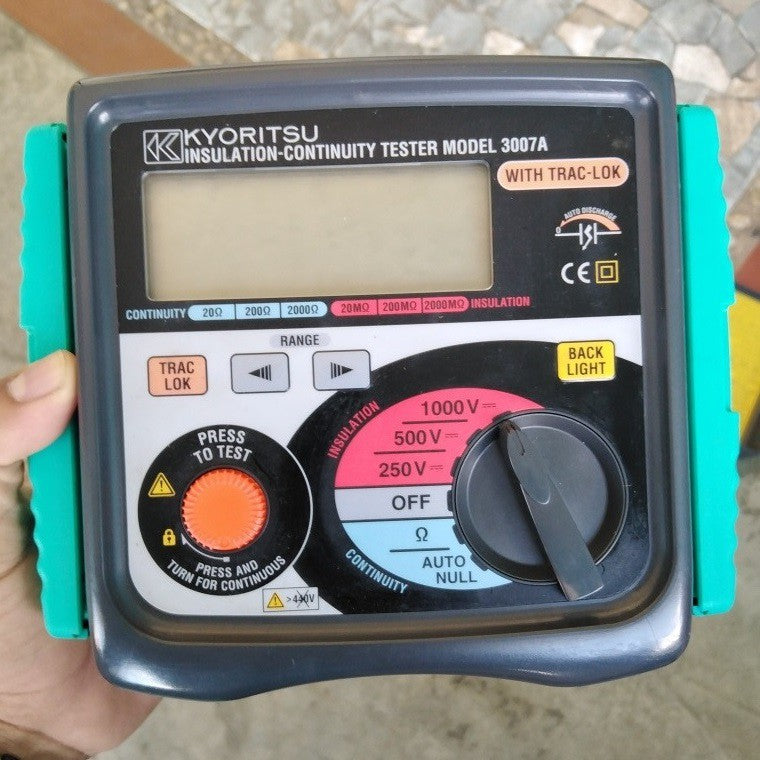 KYORITSU
INSULATION-CONTINUITY TESTER MODEL 3007A
WITH TRAC-LOK
AUTO DISCHARGE
0
CE
CONTINUITY 20Ω 200Ω 2000Ω 20MΩ 200MΩ 2000MΩ INSULATION
RANGE
TRAC
LOK
BACK
LIGHT
INSULATION
1000V
500V
250V
OFF
Ω
AUTO
NULL
CONTINUITY
PRESS
TO TEST
PRESS AND
TURN FOR CONTINUOUS
>440V